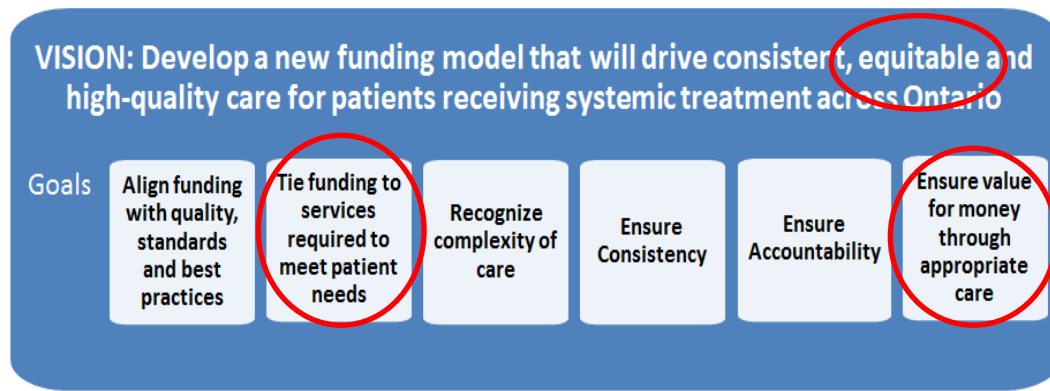 VISION: Develop a new funding model that will drive consistent, equitable and
high-quality care for patients receiving systemic treatment across Ontario
Goals
Align funding
with quality,
standards
and best
practices
Tie funding to
services
required to
meet patient
needs
Recognize
complexity of
care
Ensure
Consistency
Ensure
Accountability
Ensure value
for money
through
appropriate
care